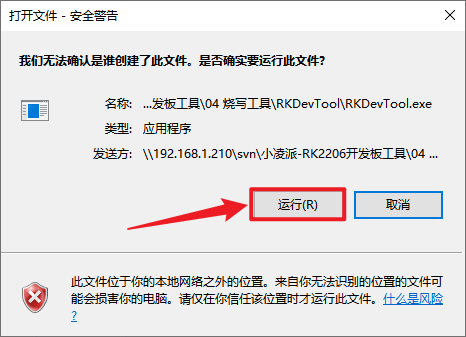 打开文件 - 安全警告
我们无法确认是谁创建了此文件。是否确实要运行此文件?
名称: ...发板工具\04 烧写工具\RKDevTool\RKDevTool.exe
类型: 应用程序
发送方: \\192.168.1.210\svn\小凌派-RK2206开发板工具\04 ...
运行(R) 取消
此文件位于你的本地网络之外的位置。来自你无法识别的位置的文件可
能会损害你的电脑。请仅在你信任该位置时才运行此文件。什么是风险
?